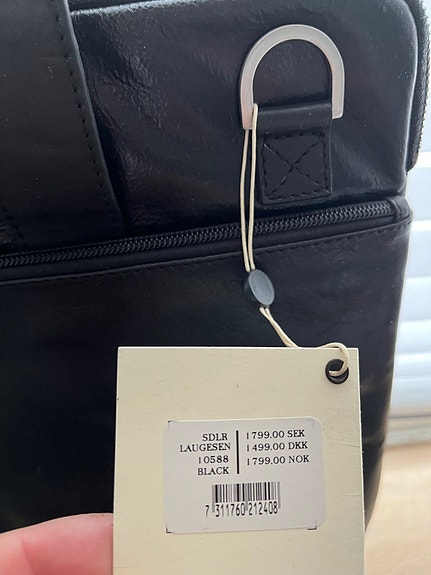 SDLR 1799.00 SEK
LAUGESEN 1499.00 DKK
10588 1799.00 NOK
BLACK
7 311760 212408